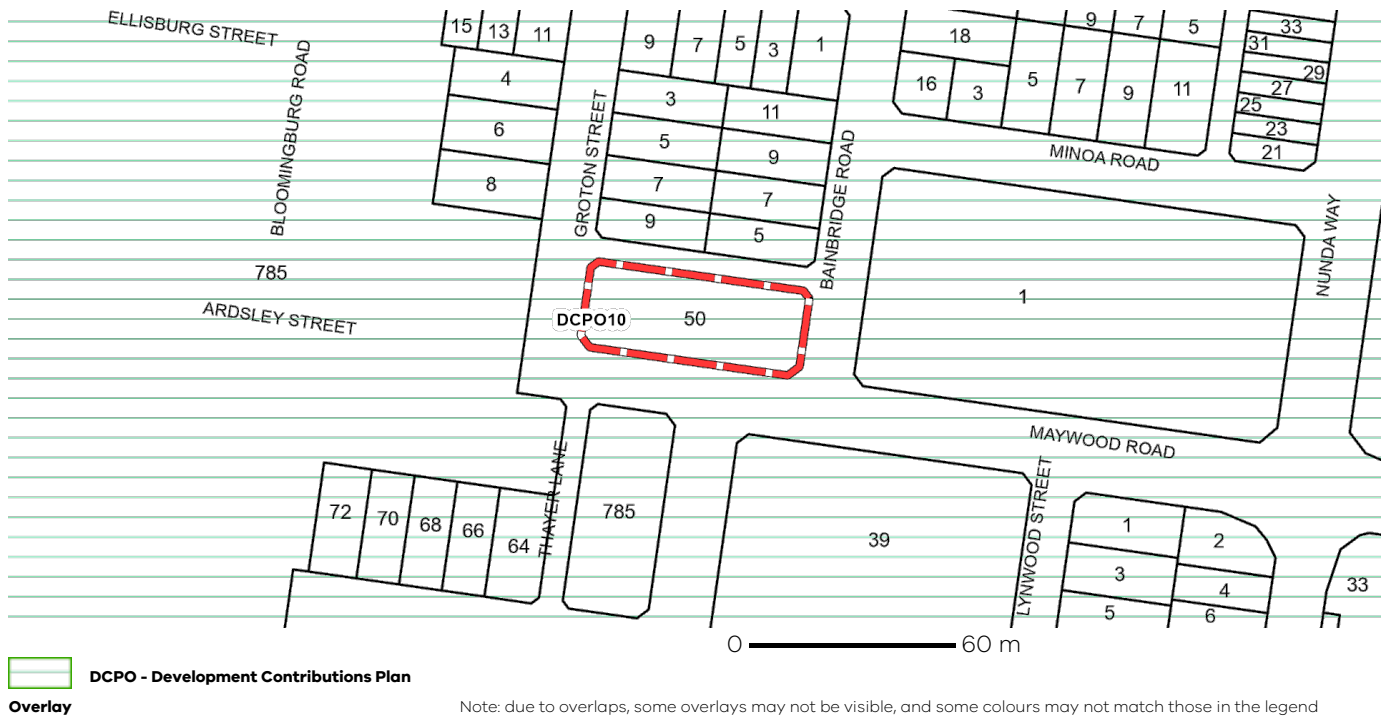 ELLISBURG STREET
BLOOMINGBURG ROAD
15 13 11
4
6
8
GROTON STREET
9 7 5 3 1
3 11
5 9
7 7
9 5
BAINBRIDGE ROAD
18
16 3 5 7 9 11
9 7 5
33
31
29
27
25
23
21
MINOA ROAD
NUNDA WAY
785
ARDSLEY STREET
DCPO10
50
1
MAYWOOD ROAD
72 70 68 66 64
THAYER LANE
785
39
LYNWOOD STREET
1 2
3 4
5 6
33
0 60 m
DCPO - Development Contributions Plan
Overlay
Note: due to overlaps, some overlays may not be visible, and some colours may not match those in the legend